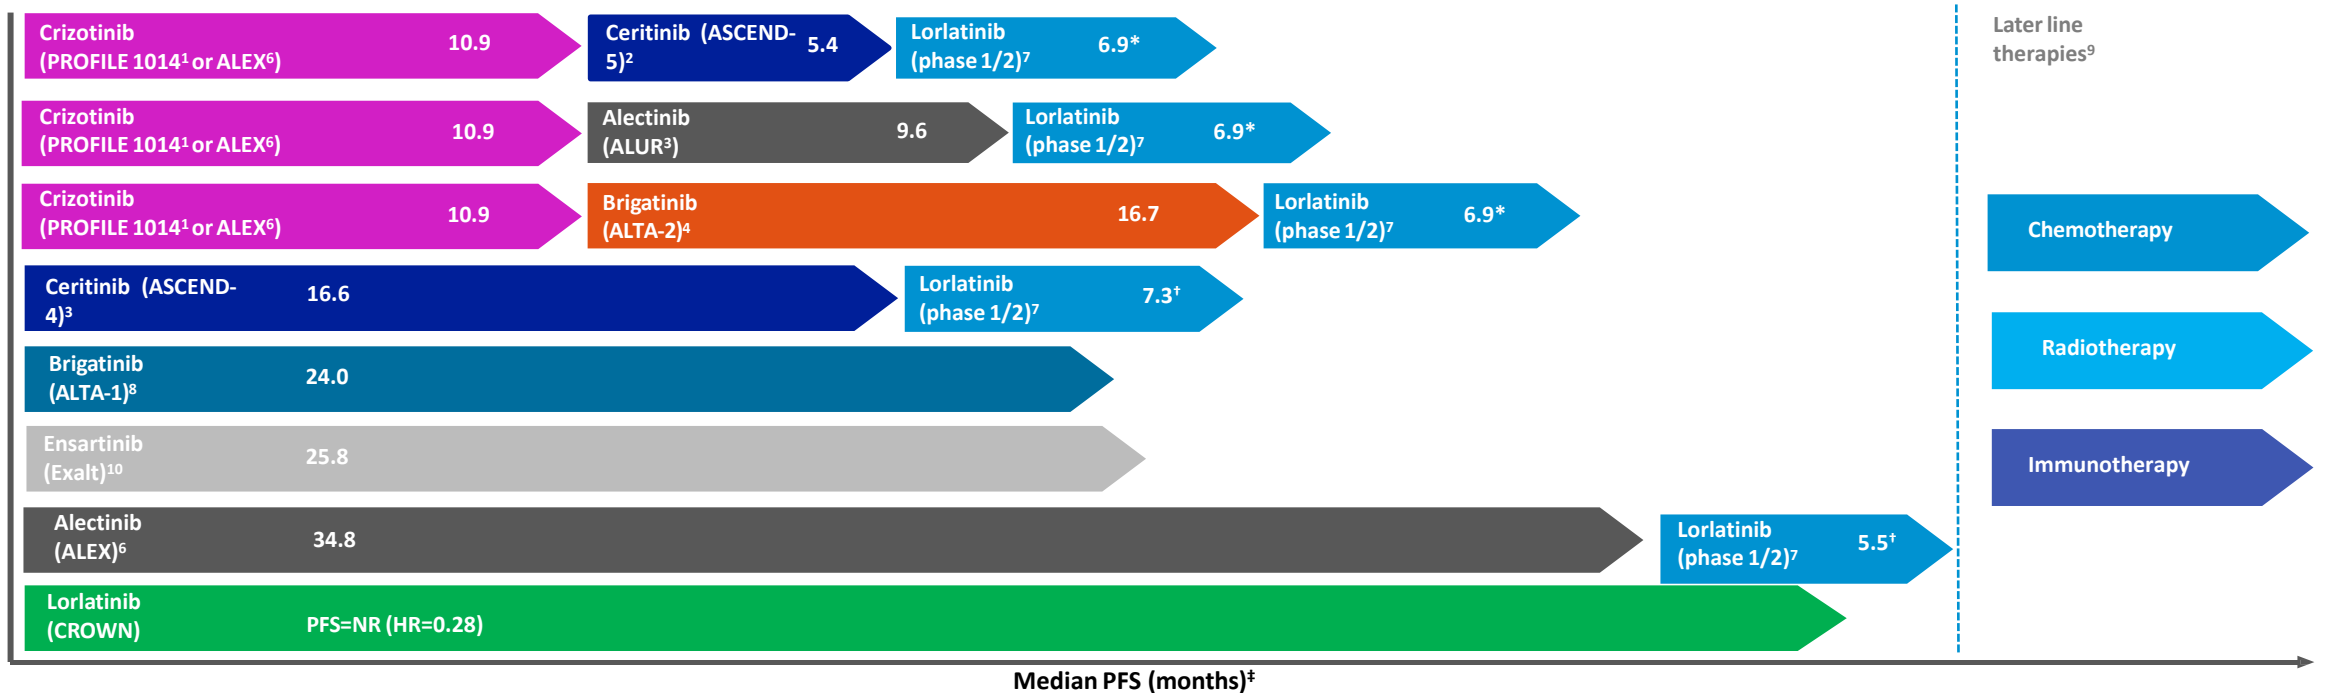 Crizotinib
(PROFILE 1014¹ or ALEX⁶)
10.9
Ceritinib (ASCEND-
5)²
5.4
Lorlatinib
(phase 1/2)⁷
6.9*
Later line
therapies⁹
Crizotinib
(PROFILE 1014¹ or ALEX⁶)
10.9
Alectinib
(ALUR³)
9.6
Lorlatinib
(phase 1/2)⁷
6.9*
Crizotinib
(PROFILE 1014¹ or ALEX⁶)
10.9
Brigatinib
(ALTA-2)⁴
16.7
Lorlatinib
(phase 1/2)⁷
6.9*
Chemotherapy
Ceritinib (ASCEND-
4)³
16.6
Lorlatinib
(phase 1/2)⁷
7.3†
Radiotherapy
Brigatinib
(ALTA-1)⁸
24.0
Ensartinib
(Exalt)¹⁰
25.8
Immunotherapy
Alectinib
(ALEX)⁶
34.8
Lorlatinib
(phase 1/2)⁷
5.5†
Lorlatinib
(CROWN)
PFS=NR (HR=0.28)
Median PFS (months)‡